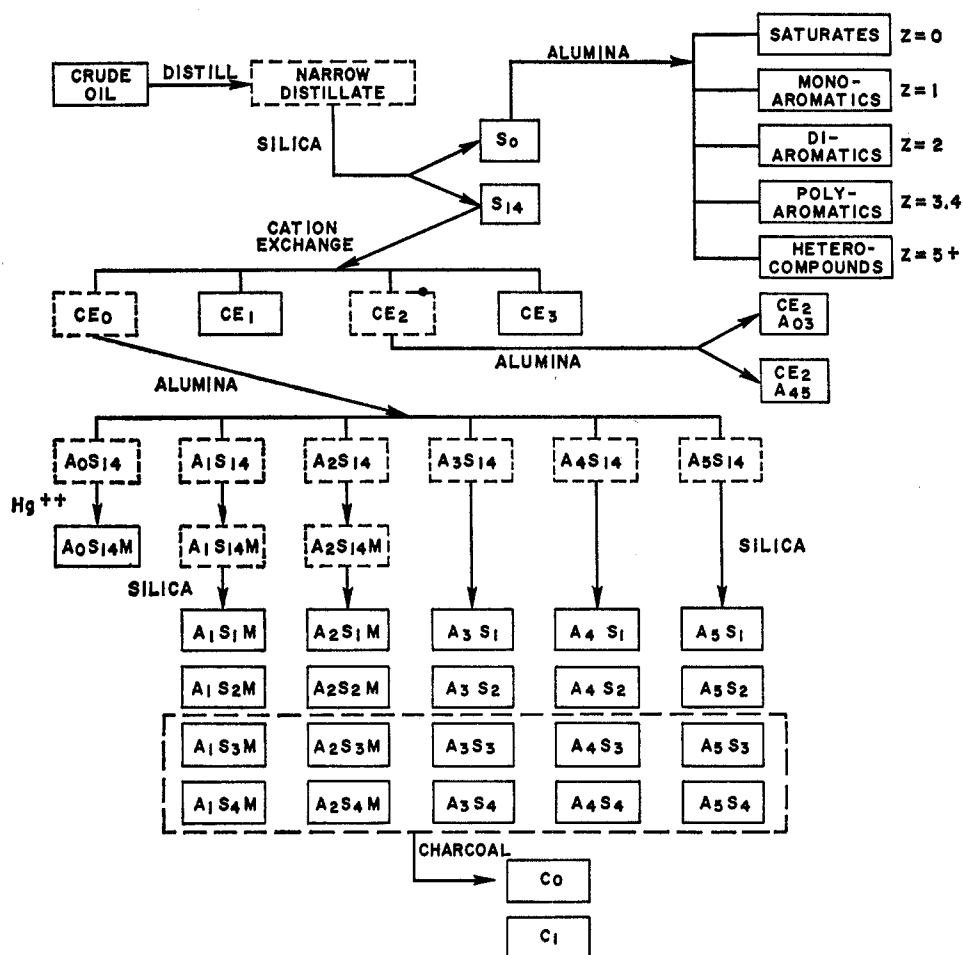 CRUDE
OIL
DISTILL
NARROW
DISTILLATE
SILICA
S0
S14
ALUMINA
SATURATES Z=0
MONO-
AROMATICS Z=1
DI-
AROMATICS Z=2
POLY-
AROMATICS Z=3,4
HETERO-
COMPOUNDS Z=5+
CATION
EXCHANGE
CE0 CE1 CE2 CE3
ALUMINA
CE2
A03
CE2
A45
ALUMINA
A0S14 A1S14 A2S14 A3S14 A4S14 A5S14
Hg++
A0S14M A1S14M A2S14M
SILICA
SILICA
A1S1M A2S1M A3S1 A4S1 A5S1
A1S2M A2S2M A3S2 A4S2 A5S2
A1S3M A2S3M A3S3 A4S3 A5S3
A1S4M A2S4M A3S4 A4S4 A5S4
CHARCOAL
C0
C1